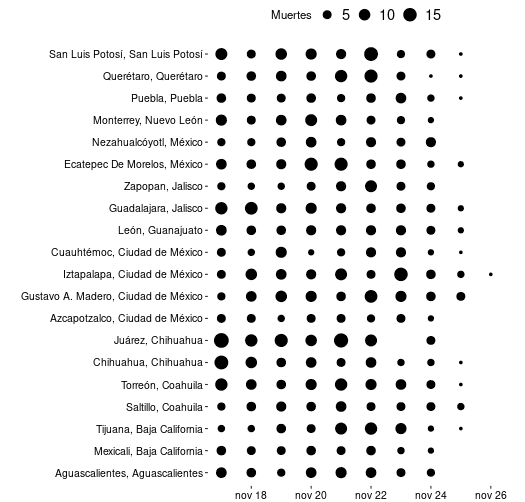 Muertes 5 10 15
San Luis Potosí, San Luis Potosí
Querétaro, Querétaro
Puebla, Puebla
Monterrey, Nuevo León
Nezahualcóyotl, México
Ecatepec De Morelos, México
Zapopan, Jalisco
Guadalajara, Jalisco
León, Guanajuato
Cuauhtémoc, Ciudad de México
Iztapalapa, Ciudad de México
Gustavo A. Madero, Ciudad de México
Azcapotzalco, Ciudad de México
Juárez, Chihuahua
Chihuahua, Chihuahua
Torreón, Coahuila
Saltillo, Coahuila
Tijuana, Baja California
Mexicali, Baja California
Aguascalientes, Aguascalientes
nov 18 nov 20 nov 22 nov 24 nov 26